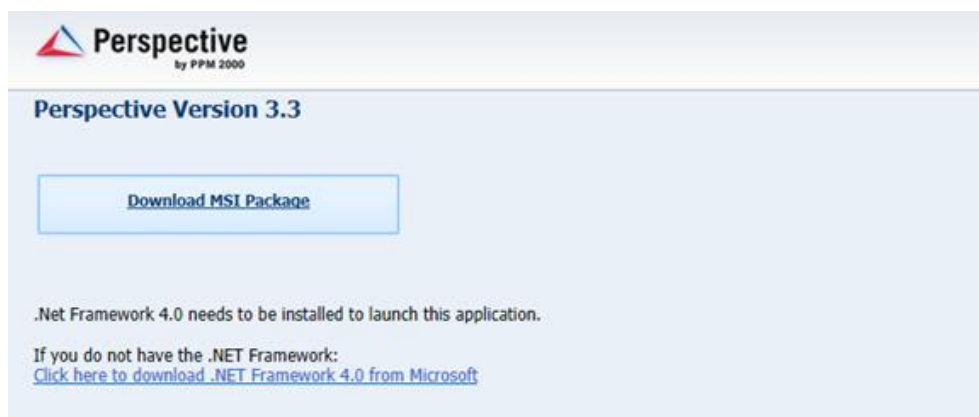 Perspective
by PPM 2000
Perspective Version 3.3
Download MSI Package
.Net Framework 4.0 needs to be installed to launch this application.
If you do not have the .NET Framework:
Click here to download .NET Framework 4.0 from Microsoft